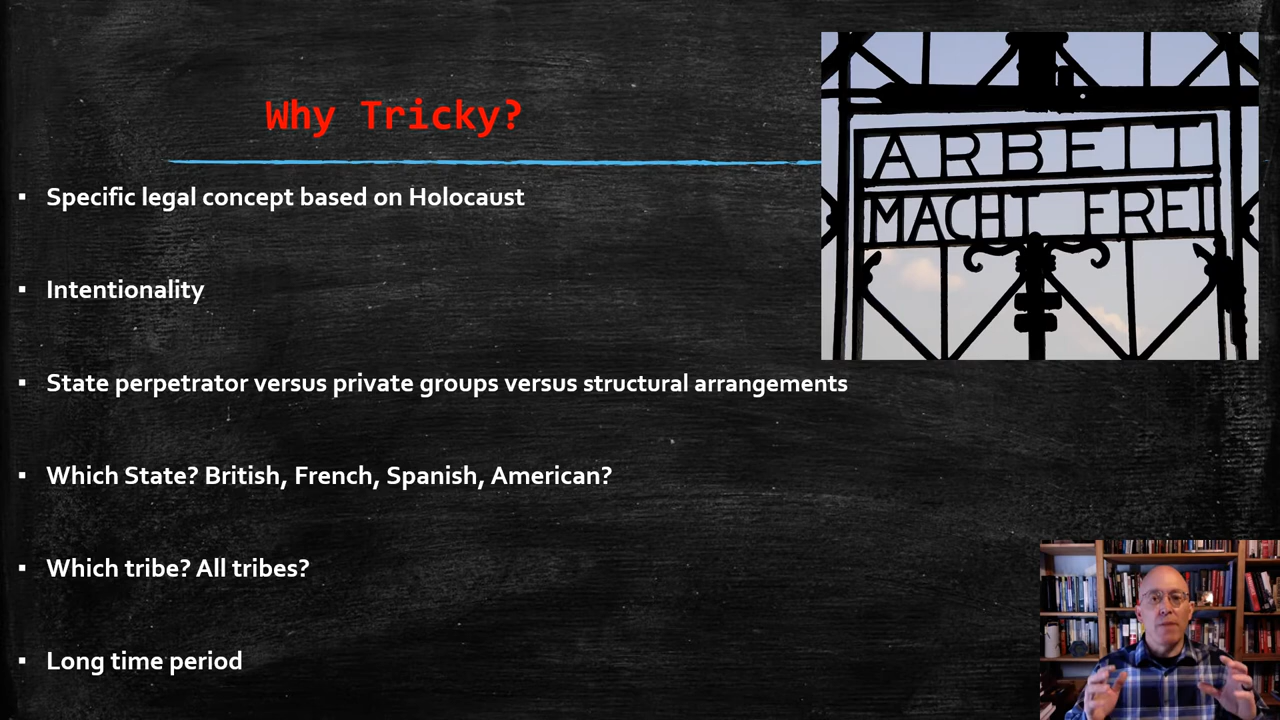 Why Tricky?
ARBEIT
MACHT FREI
▪ Specific legal concept based on Holocaust
▪ Intentionality
▪ State perpetrator versus private groups versus structural arrangements
▪ Which State? British, French, Spanish, American?
▪ Which tribe? All tribes?
▪ Long time period